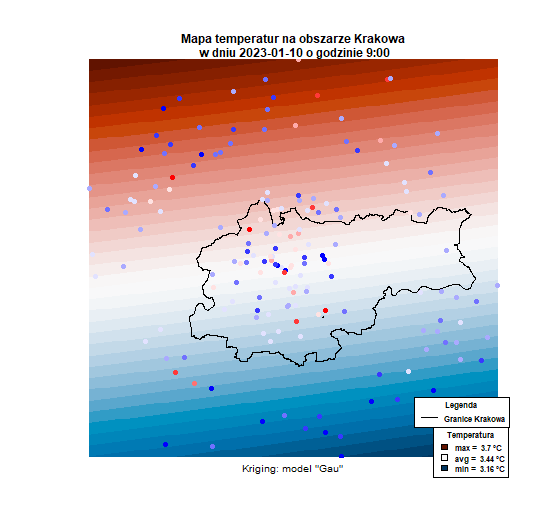 Mapa temperatur na obszarze Krakowa
w dniu 2023-01-10 o godzinie 9:00
Legenda
Granice Krakowa
Temperatura
max = 3.7 °C
avg = 3.44 °C
min = 3.16 °C
Kriging: model "Gau"